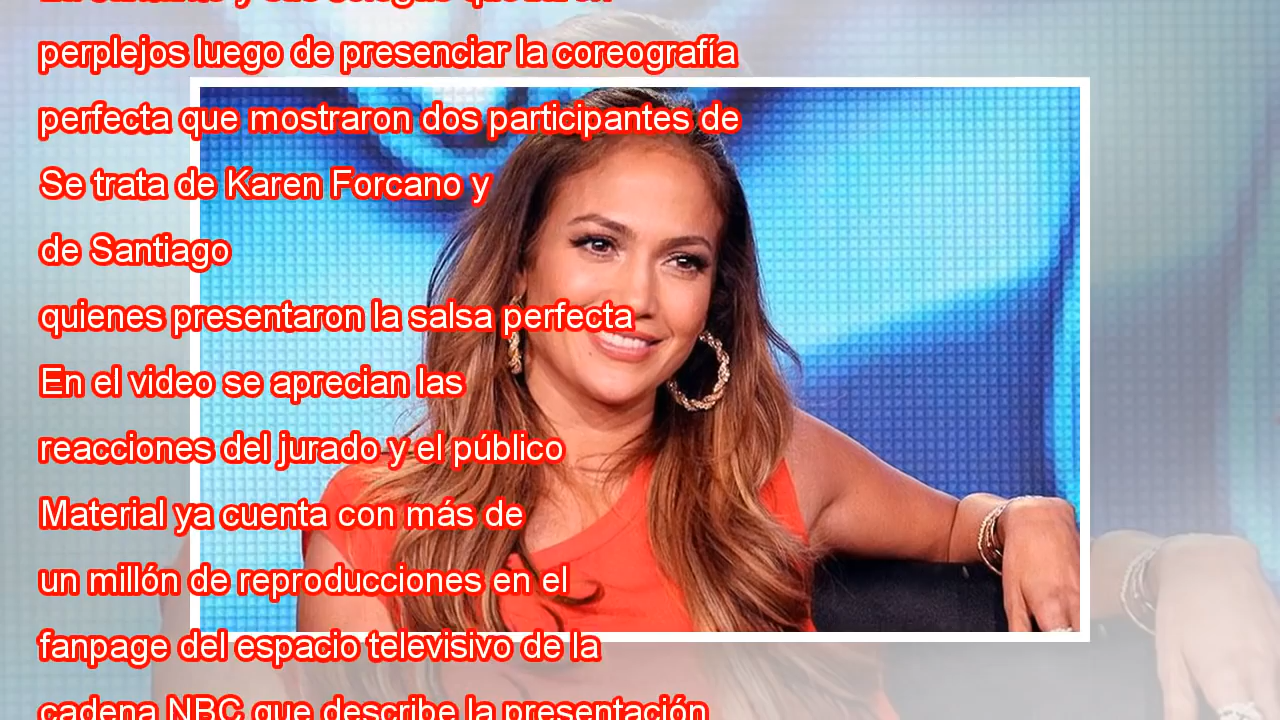 perplejos luego de presenciar la coreografía
perfecta que mostraron dos participantes de
Se trata de Karen Forcano y
de Santiago
quienes presentaron la salsa perfecta
En el video se aprecian las
reacciones del jurado y el público
Material ya cuenta con más de
un millón de reproducciones en el
fanpage del espacio televisivo de la
cadena NBC que describe la presentación